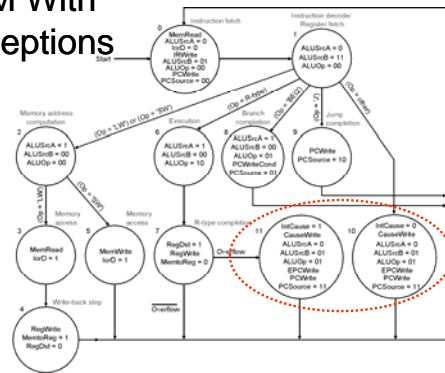 M With
eptions
Instruction fetch
0
MemRead
ALUSrcA = 0
IorD = 0
IRWrite
ALUSrcB = 01
ALUOp = 00
PCWrite
PCSource = 00
Start
Instruction decode/
Register fetch
1
ALUSrcA = 0
ALUSrcB = 11
ALUOp = 00
(Op = 'LW') or (Op = 'SW')
(Op = R-type)
(Op = 'BEQ')
(Op = 'J')
(Op = other)
Memory address
computation
2
ALUSrcA = 1
ALUSrcB = 00
ALUOp = 00
Execution
6
ALUSrcA = 1
ALUSrcB = 00
ALUOp = 10
Branch
completion
8
ALUSrcA = 1
ALUSrcB = 00
ALUOp = 01
PCWriteCond
PCSource = 01
Jump
completion
9
PCWrite
PCSource = 10
(Op = 'LW')
(Op = 'SW')
Memory
access
3
MemRead
IorD = 1
Memory
access
5
MemWrite
IorD = 1
R-type completion
7
RegDst = 1
RegWrite
MemtoReg = 0
Overflow
Overflow
11
IntCause = 1
CauseWrite
ALUSrcA = 0
ALUSrcB = 01
ALUOp = 01
EPCWrite
PCWrite
PCSource = 11
10
IntCause = 0
CauseWrite
ALUSrcA = 0
ALUSrcB = 01
ALUOp = 01
EPCWrite
PCWrite
PCSource = 11
Write-back step
4
RegWrite
MemtoReg = 1
RegDst = 0